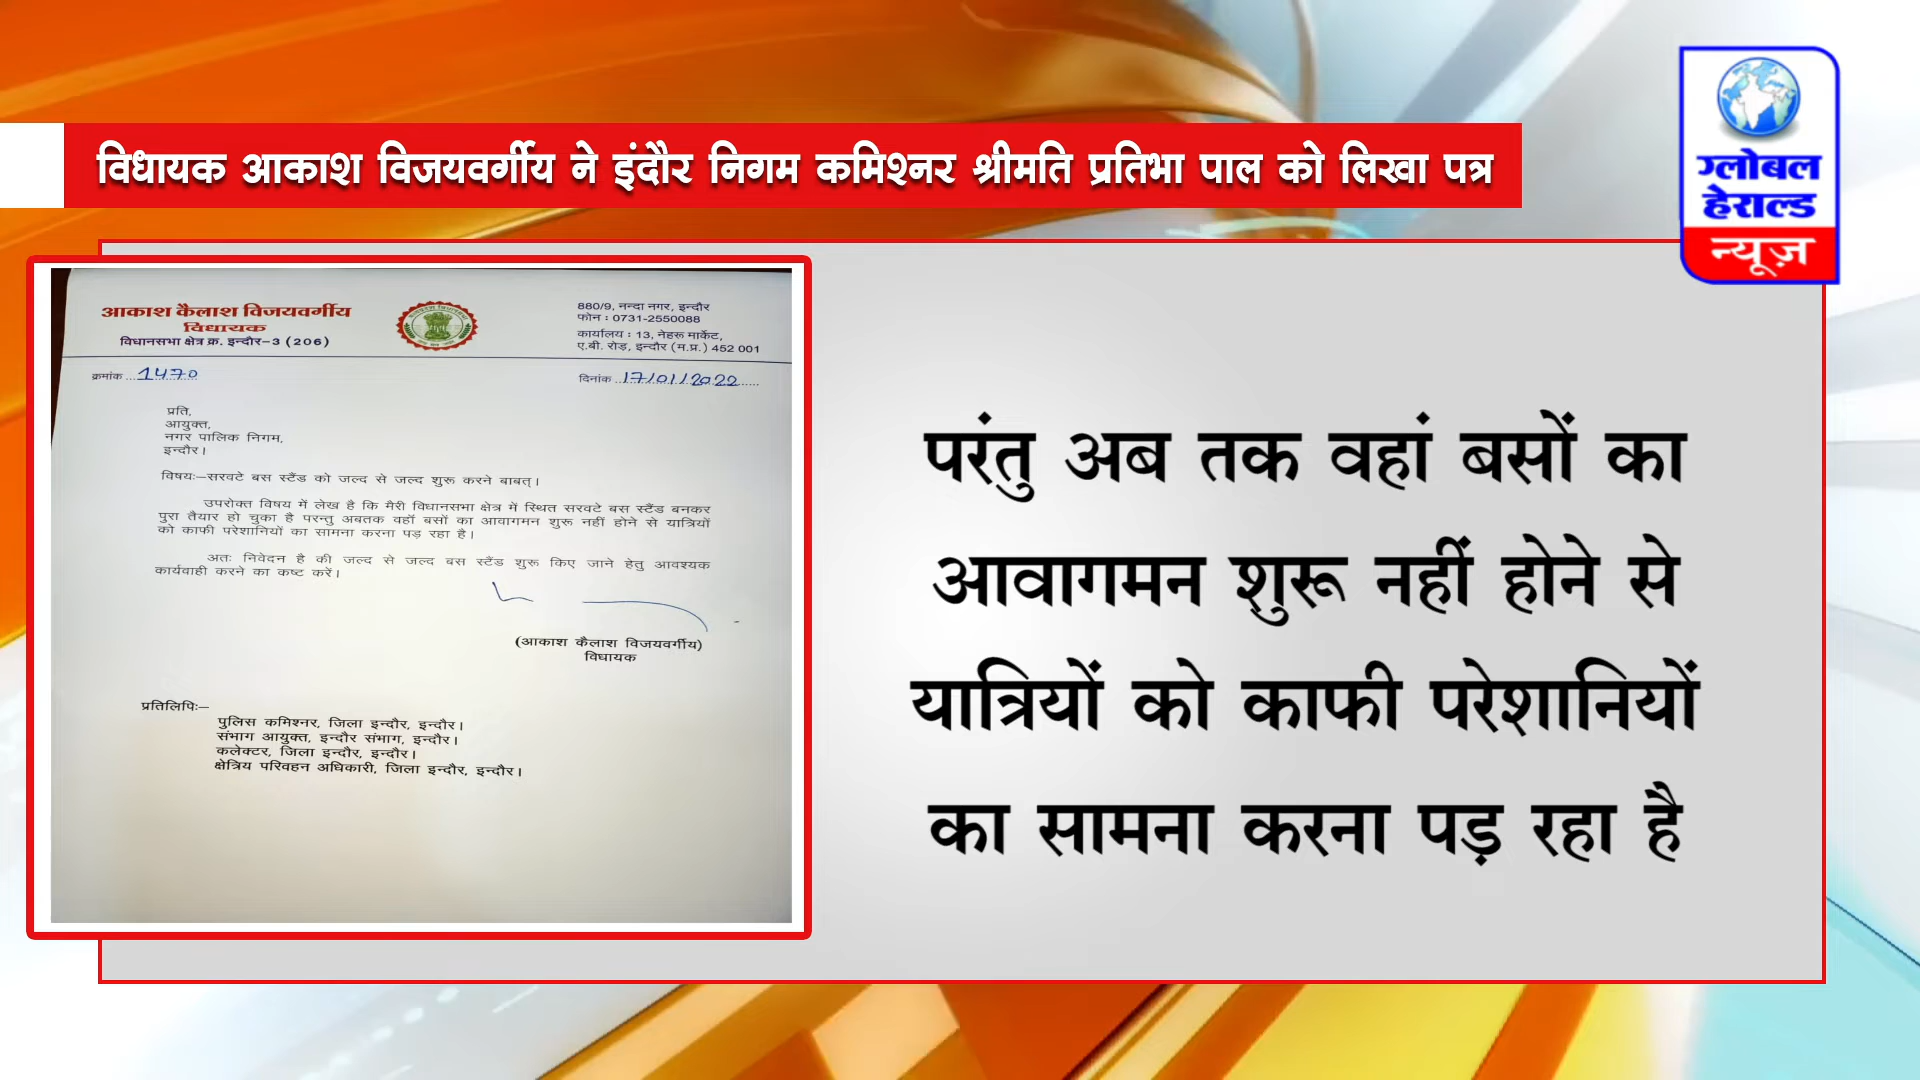 विधायक आकाश विजयवर्गीय ने इंदौर निगम कमिश्नर श्रीमति प्रतिभा पाल को लिखा पत्र
ग्लोबल
हेराल्ड
न्यूज़
आकाश कैलाश विजयवर्गीय
विधायक
विधानसभा क्षेत्र क्र. इन्दौर-3 (206)
880/9, नन्दा नगर, इन्दौर
फोन : 0731-2550088
कार्यालय : 13, नेहरू मार्केट,
ए.बी. रोड़, इन्दौर (म.प्र.) 452 001
क्रमांक ...1470
दिनांक ...17/01/2022......
प्रति,
आयुक्त,
नगर पालिक निगम,
इन्दौर।
विषयः-सरवटे बस स्टैंड को जल्द से जल्द शुरू करने बाबत्।
उपरोक्त विषय में लेख है कि मैरी विधानसभा क्षेत्र में स्थित सरवटे बस स्टैंड बनकर
पुरा तैयार हो चुका है परन्तु अबतक वहॉ बसों का आवागमन शुरू नहीं होने से यात्रियों
को काफी परेशानियों का सामना करना पड़ रहा है।
अतः निवेदन है की जल्द से जल्द बस स्टैंड शुरू किए जाने हेतु आवश्यक
कार्यवाही करने का कष्ट करें।
(आकाश कैलाश विजयवर्गीय)
विधायक
प्रतिलिपिः-
पुलिस कमिश्नर, जिला इन्दौर, इन्दौर।
संभाग आयुक्त, इन्दौर संभाग, इन्दौर।
कलेक्टर, जिला इन्दौर, इन्दौर।
क्षेत्रिय परिवहन अधिकारी, जिला इन्दौर, इन्दौर।
परंतु अब तक वहां बसों का
आवागमन शुरू नहीं होने से
यात्रियों को काफी परेशानियों
का सामना करना पड़ रहा है